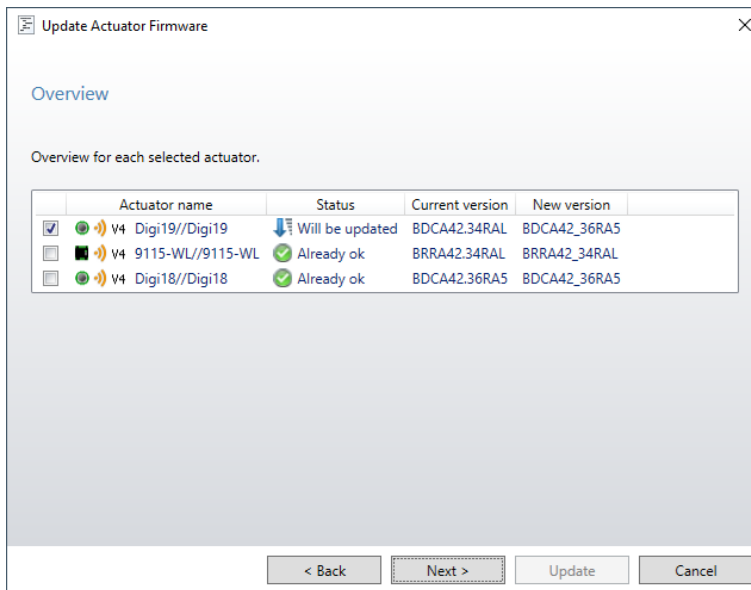 Update Actuator Firmware
Overview
Overview for each selected actuator.
Actuator name Status Current version New version
V4 Digi19//Digi19 Will be updated BDCA42.34RAL BDCA42_36RA5
V4 9115-WL//9115-WL Already ok BRRA42.34RAL BRRA42_34RAL
V4 Digi18//Digi18 Already ok BDCA42.36RA5 BDCA42_36RA5
< Back Next > Update Cancel